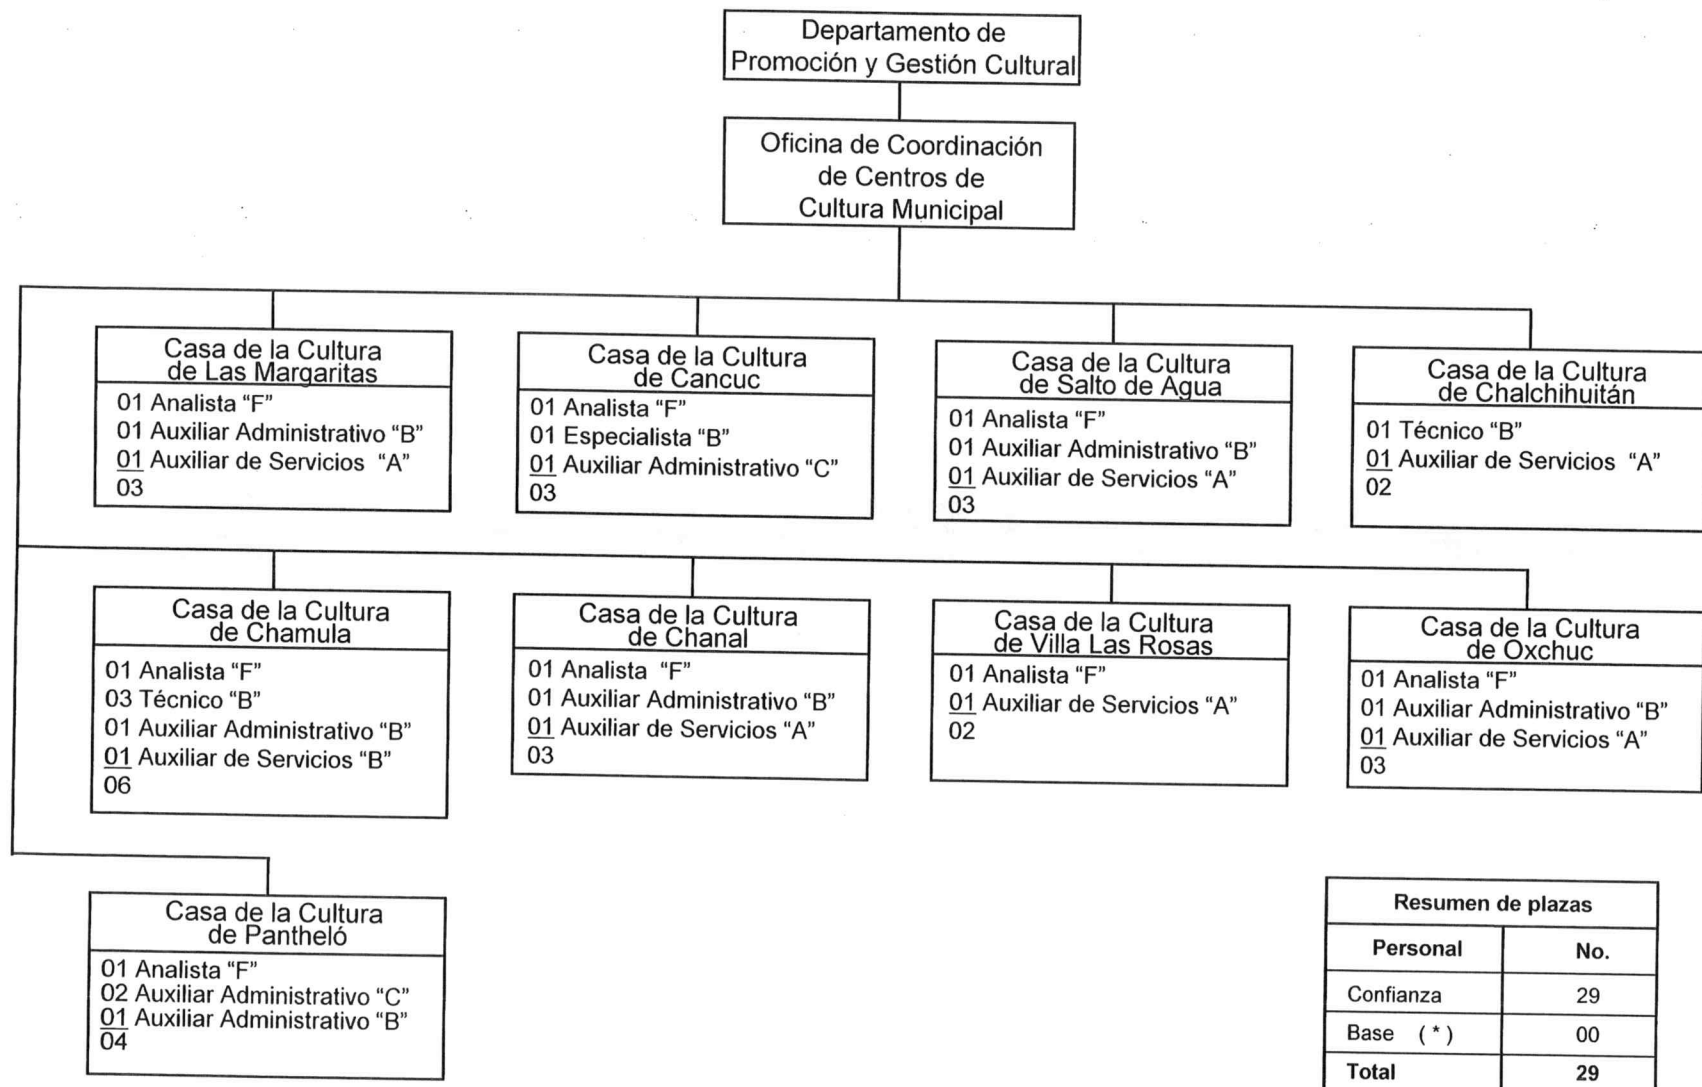 Departamento de
Promoción y Gestión Cultural
Oficina de Coordinación
de Centros de
Cultura Municipal
Casa de la Cultura
de Las Margaritas
01 Analista “F”
01 Auxiliar Administrativo “B”
01 Auxiliar de Servicios “A”
03
Casa de la Cultura
de Cancuc
01 Analista “F”
01 Especialista “B”
01 Auxiliar Administrativo “C”
03
Casa de la Cultura
de Salto de Agua
01 Analista “F”
01 Auxiliar Administrativo “B”
01 Auxiliar de Servicios “A”
03
Casa de la Cultura
de Chalchihuitán
01 Técnico “B”
01 Auxiliar de Servicios “A”
02
Casa de la Cultura
de Chamula
01 Analista “F”
03 Técnico “B”
01 Auxiliar Administrativo “B”
01 Auxiliar de Servicios “B”
06
Casa de la Cultura
de Chanal
01 Analista “F”
01 Auxiliar Administrativo “B”
01 Auxiliar de Servicios “A”
03
Casa de la Cultura
de Villa Las Rosas
01 Analista “F”
01 Auxiliar de Servicios “A”
02
Casa de la Cultura
de Oxchuc
01 Analista “F”
01 Auxiliar Administrativo “B”
01 Auxiliar de Servicios “A”
03
Casa de la Cultura
de Pantheló
01 Analista “F”
02 Auxiliar Administrativo “C”
01 Auxiliar Administrativo “B”
04
Resumen de plazas
Personal No.
Confianza 29
Base ( * ) 00
Total 29